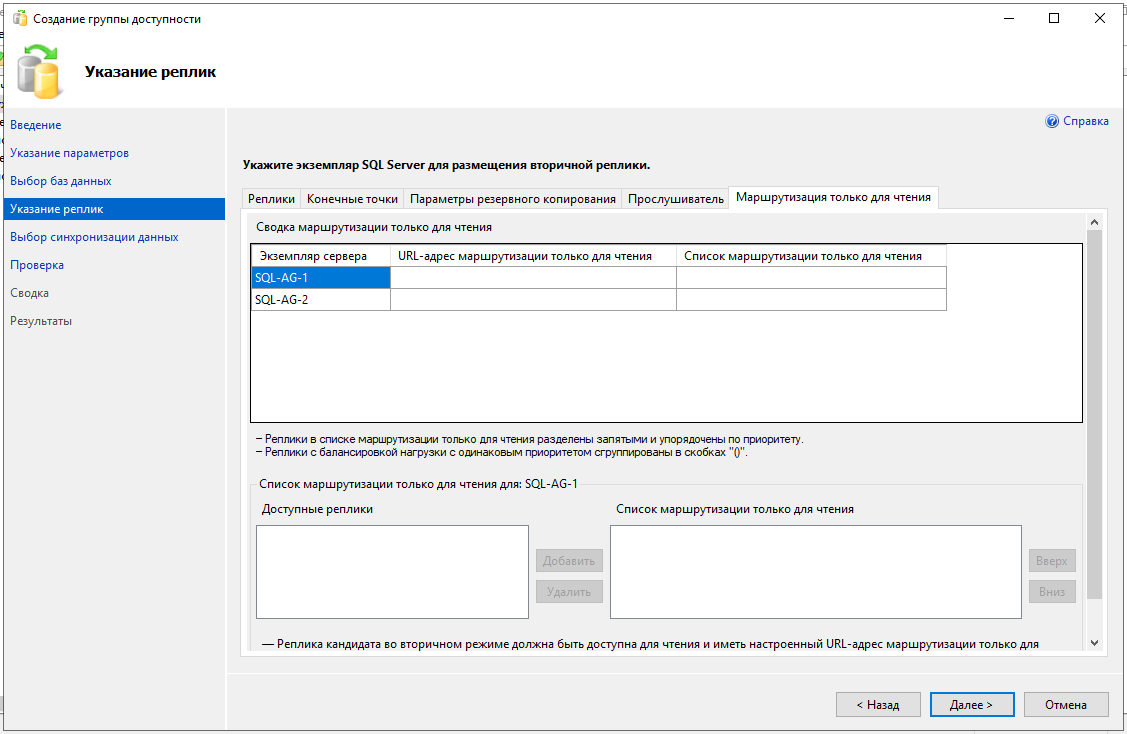 Создание группы доступности
Указание реплик
Введение
Указание параметров
Выбор баз данных
Указание реплик
Выбор синхронизации данных
Проверка
Сводка
Результаты
Справка
Укажите экземпляр SQL Server для размещения вторичной реплики.
Реплики Конечные точки Параметры резервного копирования Прослушиватель Маршрутизация только для чтения
Сводка маршрутизации только для чтения
Экземпляр сервера URL-адрес маршрутизации только для чтения Список маршрутизации только для чтения
SQL-AG-1
SQL-AG-2
– Реплики в списке маршрутизации только для чтения разделены запятыми и упорядочены по приоритету.
– Реплики с балансировкой нагрузки с одинаковым приоритетом сгруппированы в скобках "()".
Список маршрутизации только для чтения для: SQL-AG-1
Доступные реплики Список маршрутизации только для чтения
Добавить Вверх
Удалить Вниз
— Реплика кандидата во вторичном режиме должна быть доступна для чтения и иметь настроенный URL-адрес маршрутизации только для
< Назад Далее > Отмена